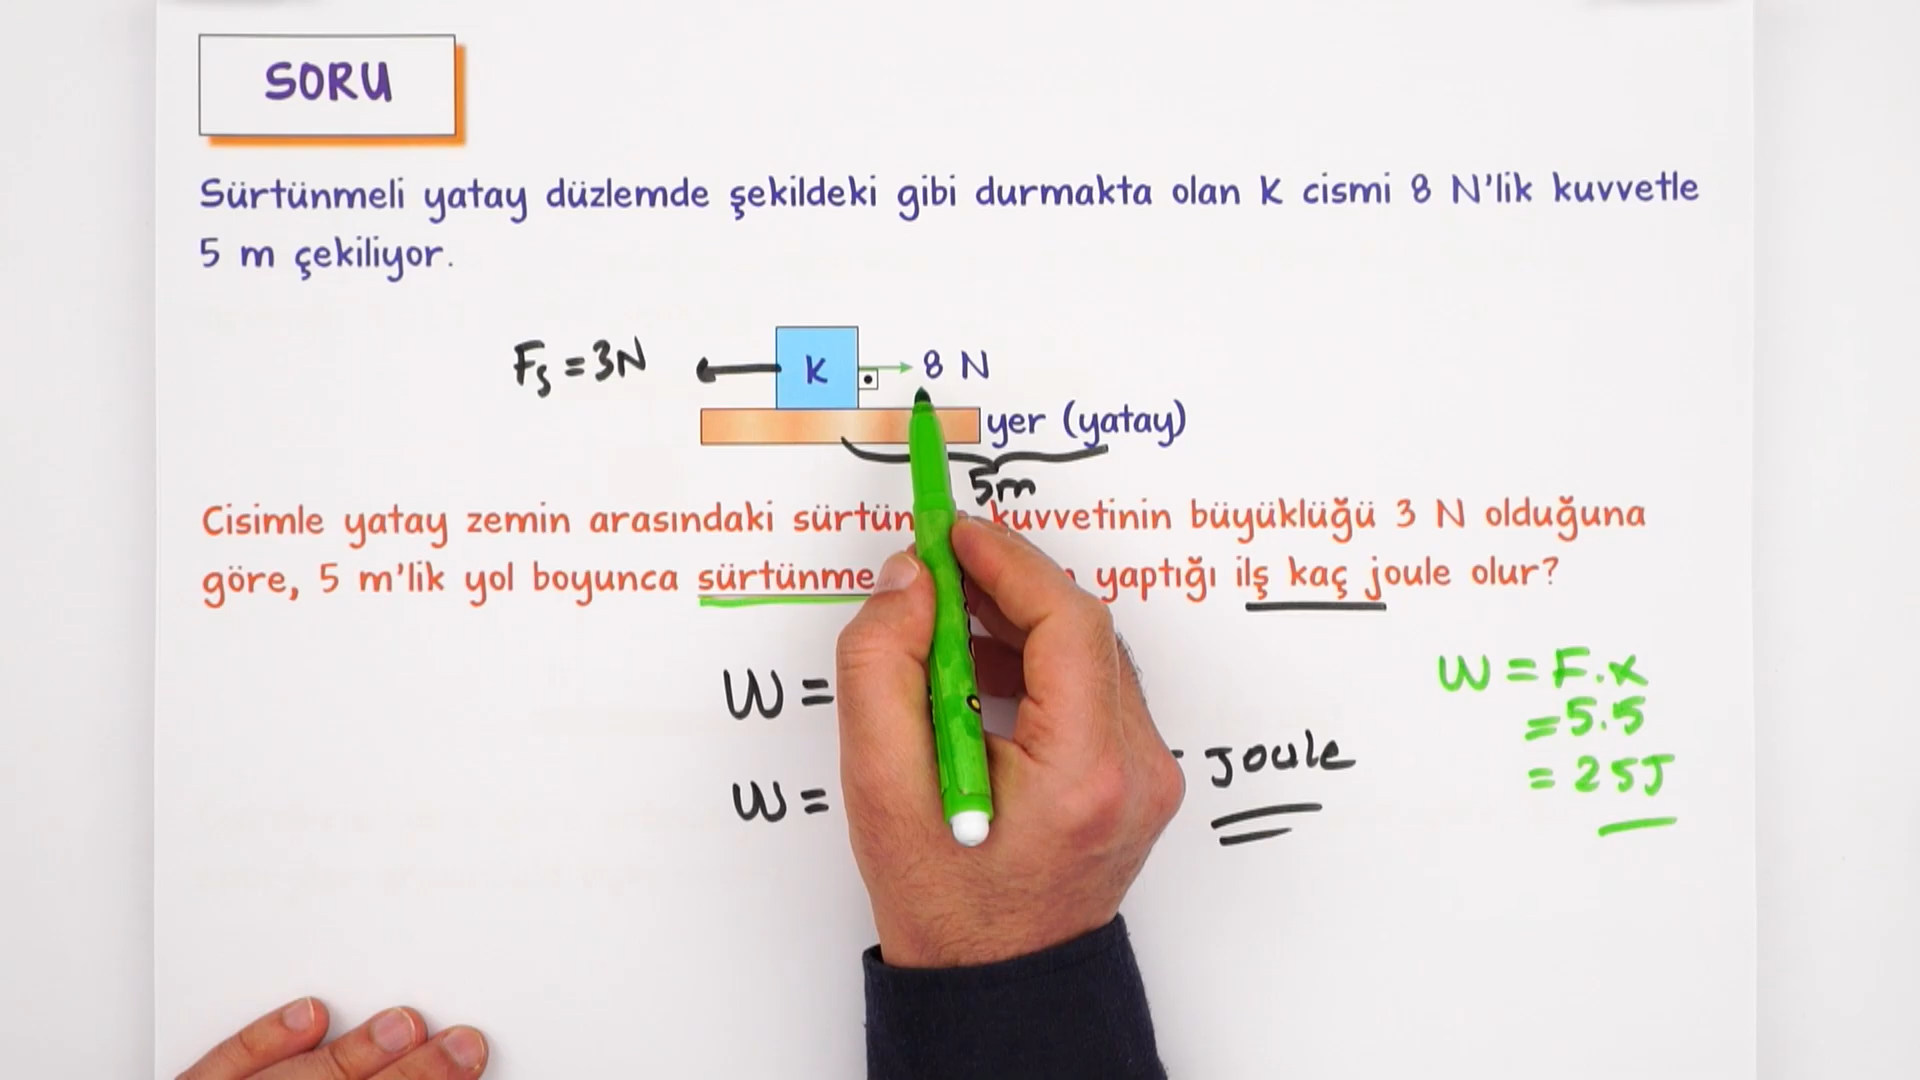 SORU
Sürtünmeli yatay düzlemde şekildeki gibi durmakta olan K cismi 8 N'lik kuvvetle
5 m çekiliyor.
Fs = 3N
K
8 N
yer (yatay)
5m
Cisimle yatay zemin arasındaki kuvvetinin büyüklüğü 3 N olduğuna
göre, 5 m'lik yol boyunca sürtünme yaptığı ilş kaç joule olur?
W =
W =
joule
W = F.x
= 5.5
= 25J